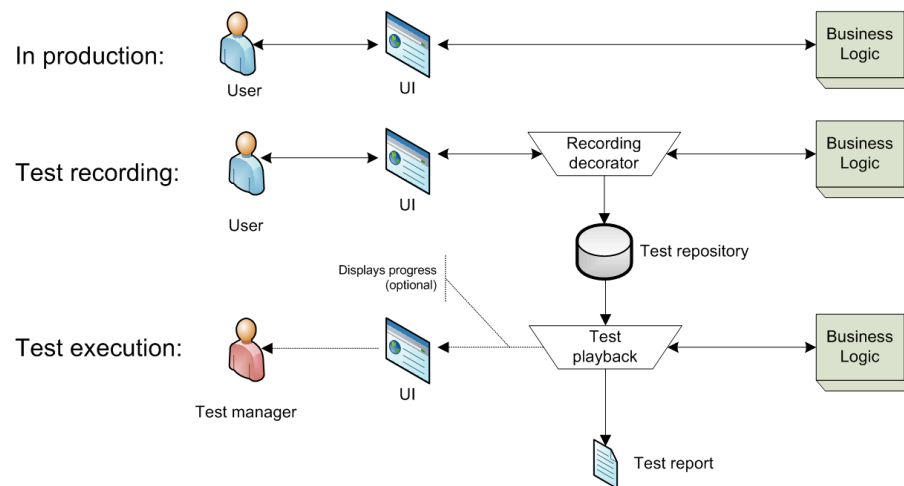 In production:
User
UI
Business
Logic
Test recording:
User
UI
Recording
decorator
Business
Logic
Test repository
Displays progress
(optional)
Test execution:
Test manager
UI
Test
playback
Business
Logic
Test report